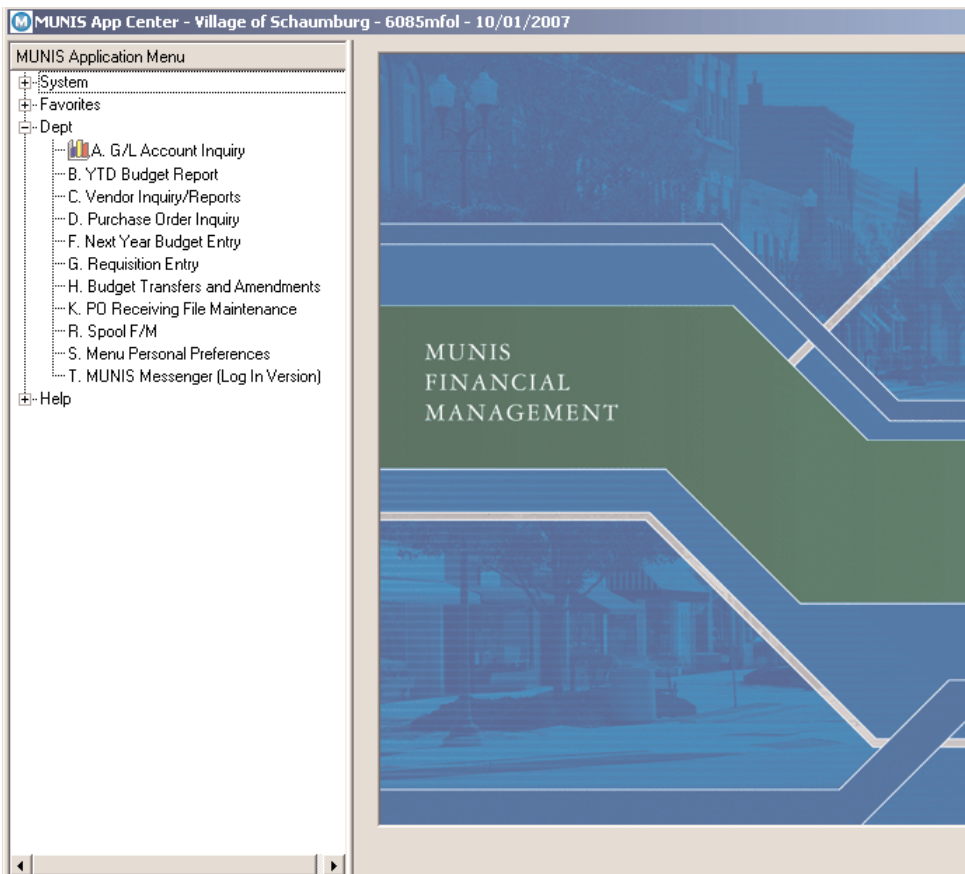 MUNIS App Center - Village of Schaumburg - 6085mfol - 10/01/2007
MUNIS Application Menu
System
Favorites
Dept
A. G/L Account Inquiry
B. YTD Budget Report
C. Vendor Inquiry/Reports
D. Purchase Order Inquiry
F. Next Year Budget Entry
G. Requisition Entry
H. Budget Transfers and Amendments
K. PO Receiving File Maintenance
R. Spool F/M
S. Menu Personal Preferences
T. MUNIS Messenger (Log In Version)
Help
MUNIS
FINANCIAL
MANAGEMENT